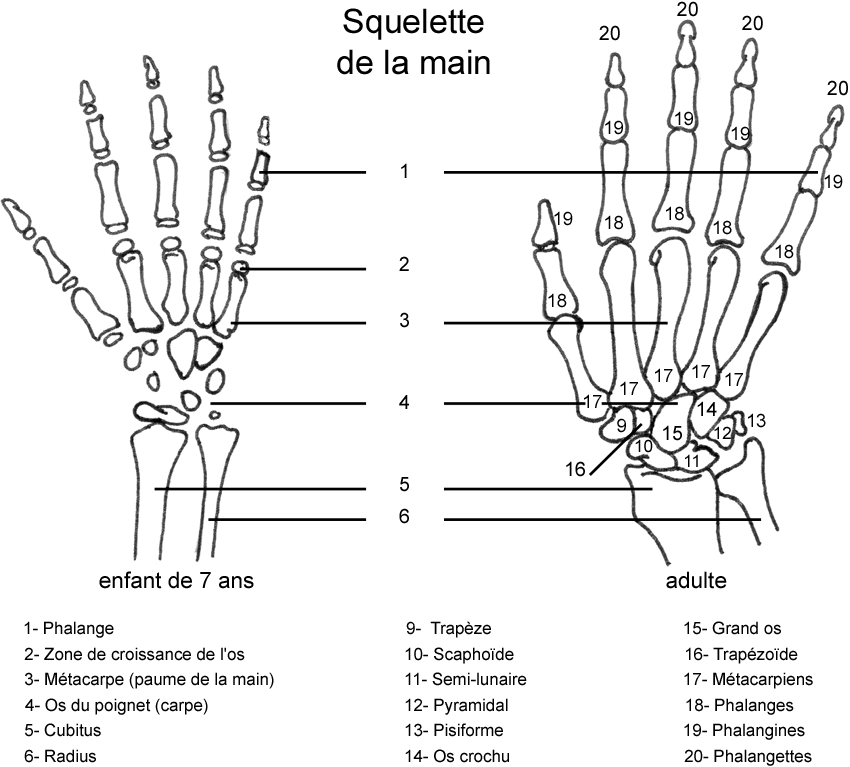 Squelette
de la main
20
20
20
20
19
19
19
19
19
1
18
18
18
18
18
2
3
17
17
17
17
17
4
14
9
15
12
13
10
11
16
5
6
enfant de 7 ans
adulte
1- Phalange
2- Zone de croissance de l'os
3- Métacarpe (paume de la main)
4- Os du poignet (carpe)
5- Cubitus
6- Radius
9- Trapèze
10- Scaphoïde
11- Semi-lunaire
12- Pyramidal
13- Pisiforme
14- Os crochu
15- Grand os
16- Trapézoïde
17- Métacarpiens
18- Phalanges
19- Phalangines
20- Phalangettes